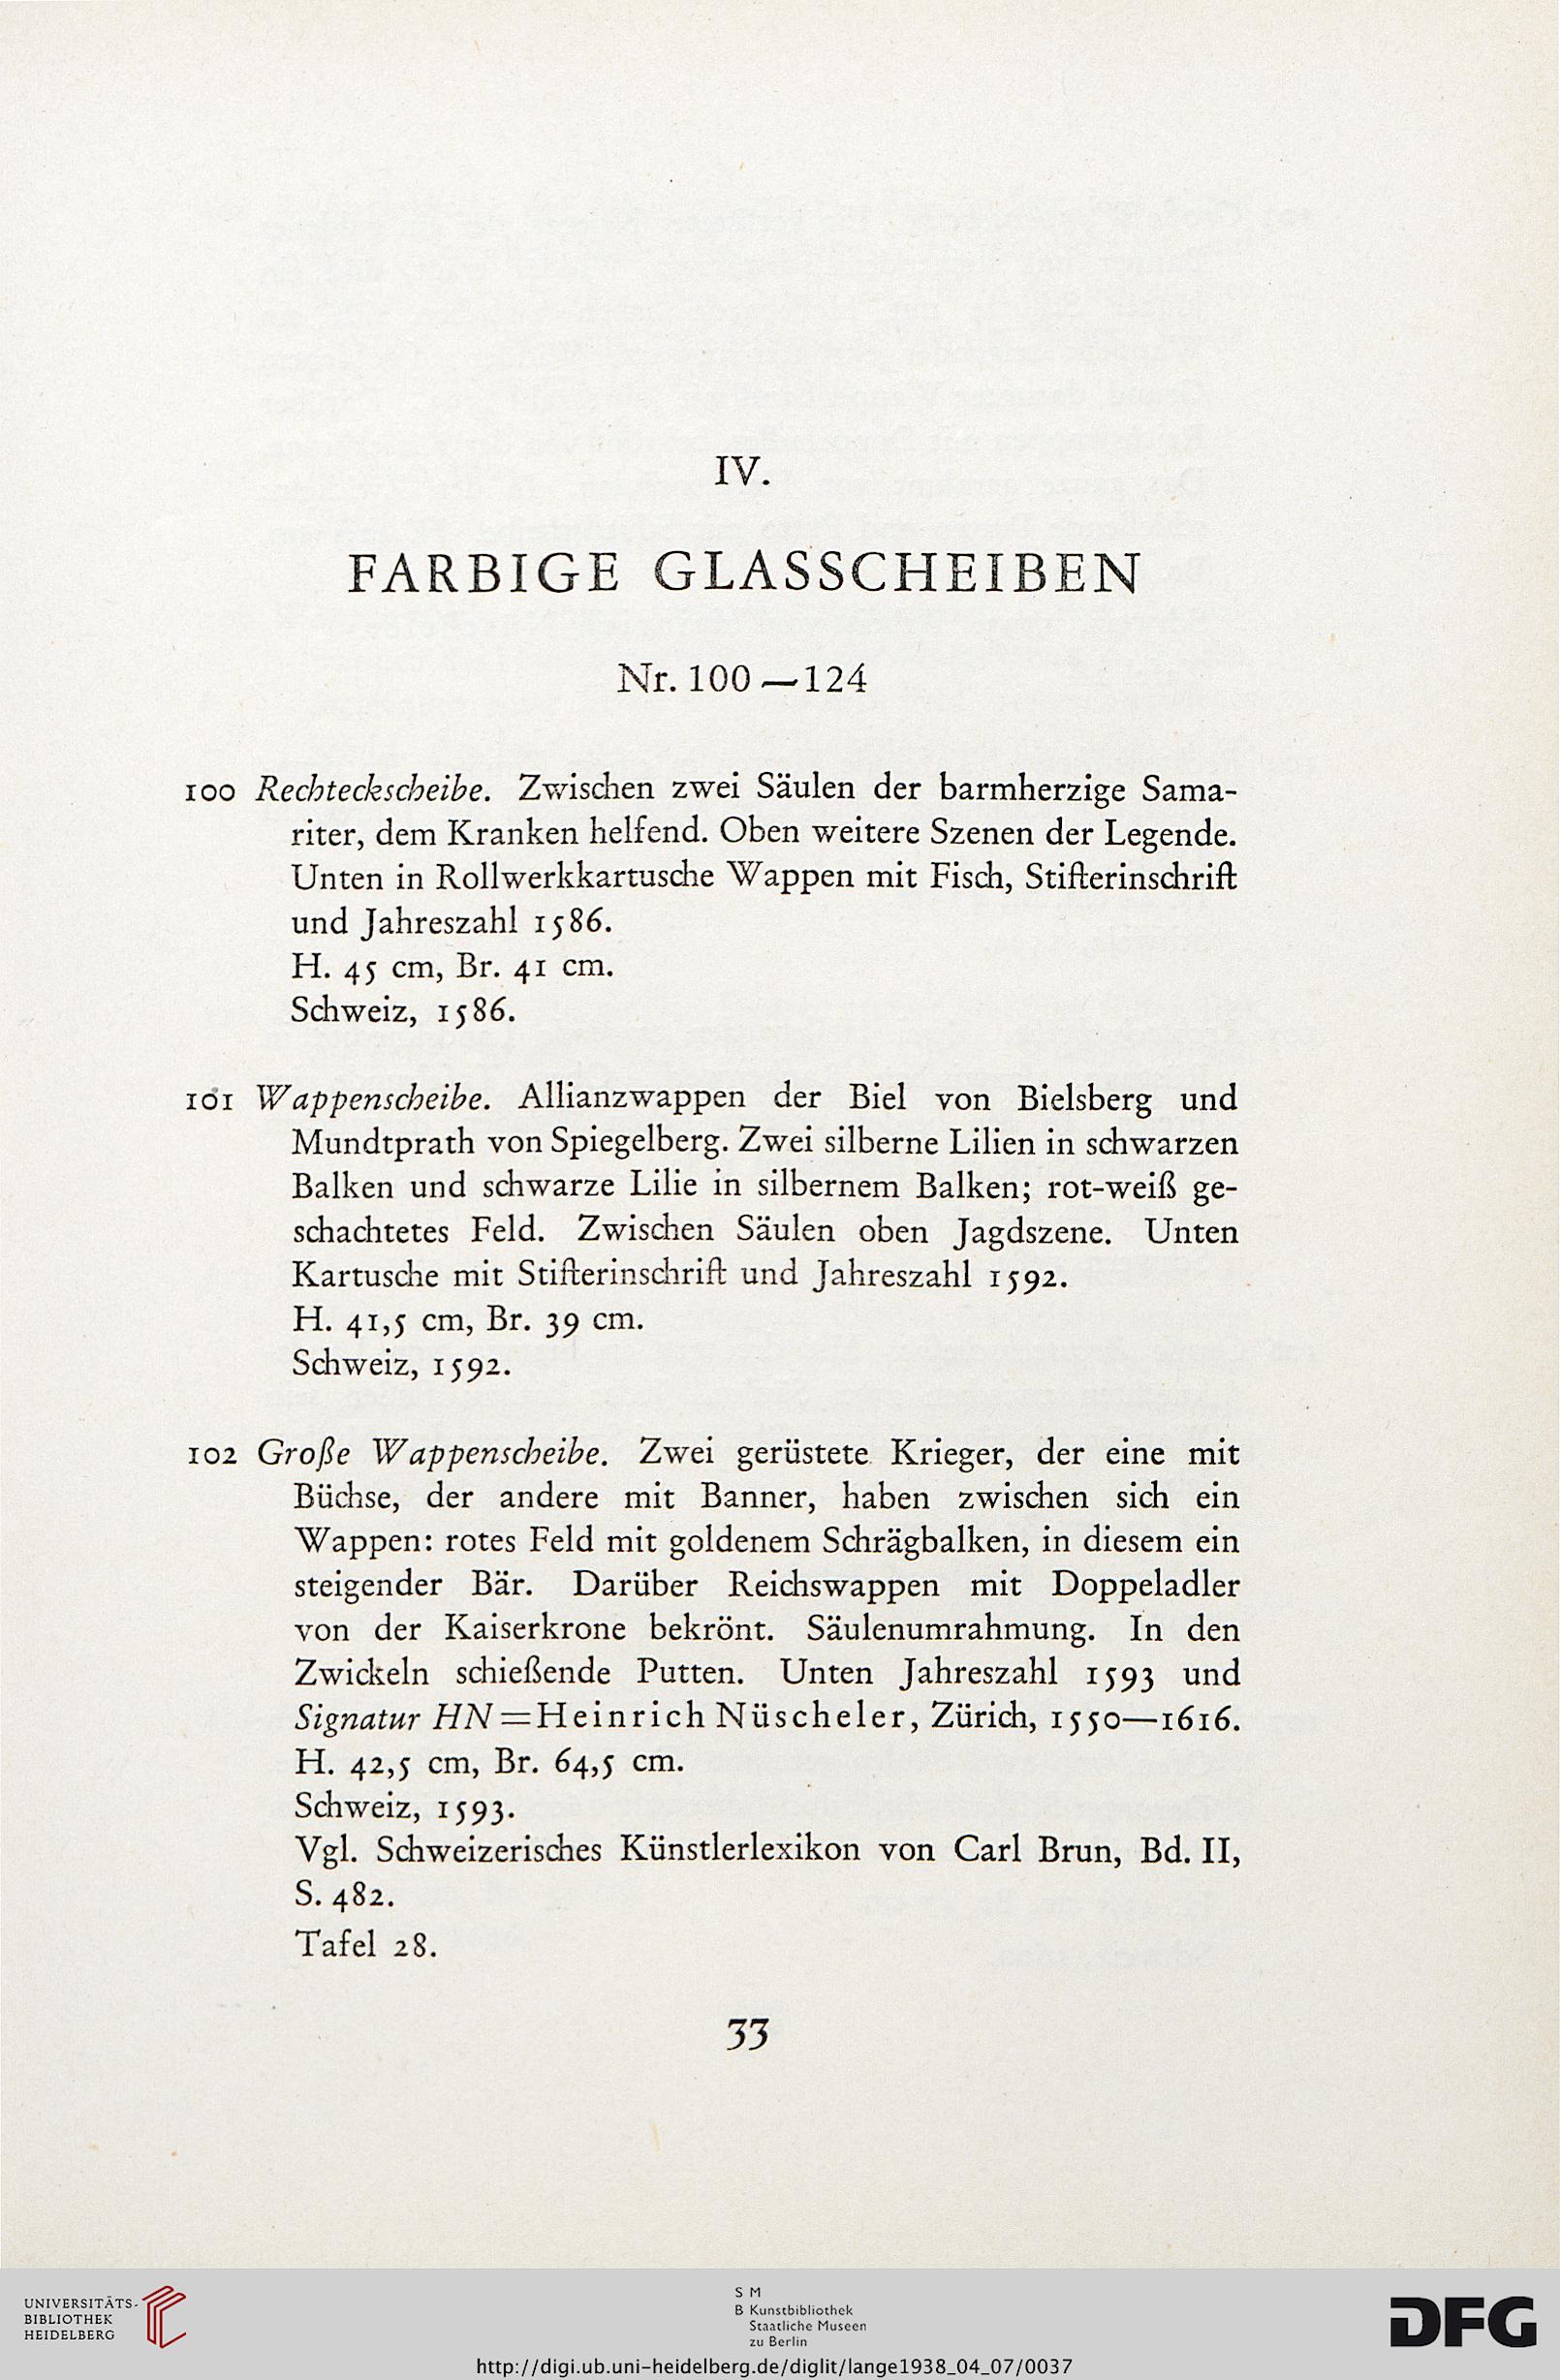 IV.
FARBIGE GLASSCHEIBEN
Nr. 100—124
100 Rechteckscheibe. Zwischen zwei Säulen der barmherzige Sama-
riter, dem Kranken helfend. Oben weitere Szenen der Legende.
Unten in Rollwerkkartusche Wappen mit Fisch, Stifterinschrift
und Jahreszahl 1586.
H. 45 cm, Br. 41 cm.
Schweiz, 1586.
101 Wappenscheibe. Allianzwappen der Biel von Bielsberg und
Mundtprath von Spiegelberg. Zwei silberne Lilien in schwarzen
Balken und schwarze Lilie in silbernem Balken; rot-weiß ge-
schachtetes Feld. Zwischen Säulen oben Jagdszene. Unten
Kartusche mit Stifterinschrift und Jahreszahl 1592.
H. 41,5 cm, Br. 39 cm.
Schweiz, 1592.
102 Große Wappenscheibe. Zwei gerüstete Krieger, der eine mit
Büchse, der andere mit Banner, haben zwischen sich ein
Wappen: rotes Feld mit goldenem Schrägbalken, in diesem ein
steigender Bär. Darüber Reichswappen mit Doppeladler
von der Kaiserkrone bekrönt. Säulenumrahmung. In den
Zwickeln schießende Putten. Unten Jahreszahl 1593 und
Signatur HN = Heinrich Nüscheler, Zürich, 1550—1616.
H. 42,5 cm, Br. 64,5 cm.
Schweiz, 1593.
Vgl. Schweizerisches Künstlerlexikon von Carl Brun, Bd. II,
S. 482.
Tafel 28.
33
UNIVERSITÄTS-
BIBLIOTHEK
HEIDELBERG
S M
B Kunstbibliothek
Staatliche Museen
zu Berlin
DFG
http://digi.ub.uni-heidelberg.de/diglit/lange1938_04_07/0037